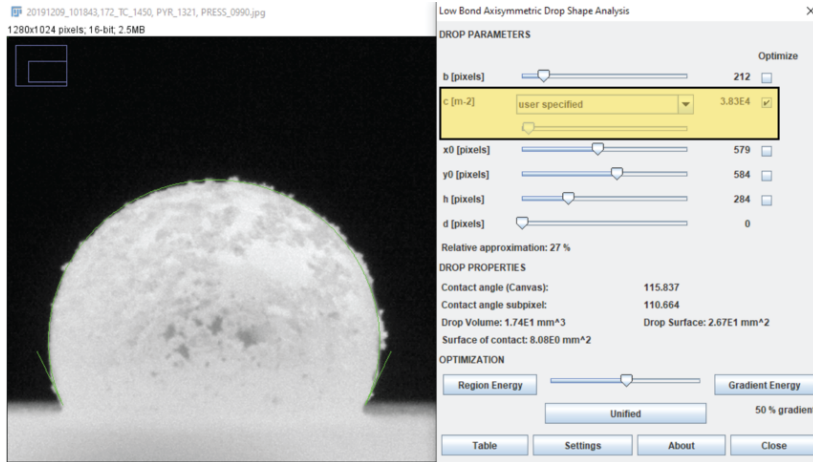 20191209_101843,172_TC_1450, PYR_1321, PRESS_0990.jpg
1280x1024 pixels; 16-bit; 2.5MB
Low Bond Axisymmetric Drop Shape Analysis
DROP PARAMETERS
Optimize
b [pixels] 212
c [m-2] user specified 3.83E4
x0 [pixels] 579
y0 [pixels] 584
h [pixels] 284
d [pixels] 0
Relative approximation: 27 %
DROP PROPERTIES
Contact angle (Canvas): 115.837
Contact angle subpixel: 110.664
Drop Volume: 1.74E1 mm^3 Drop Surface: 2.67E1 mm^2
Surface of contact: 8.08E0 mm^2
OPTIMIZATION
Region Energy Gradient Energy
Unified 50 % gradient
Table Settings About Close